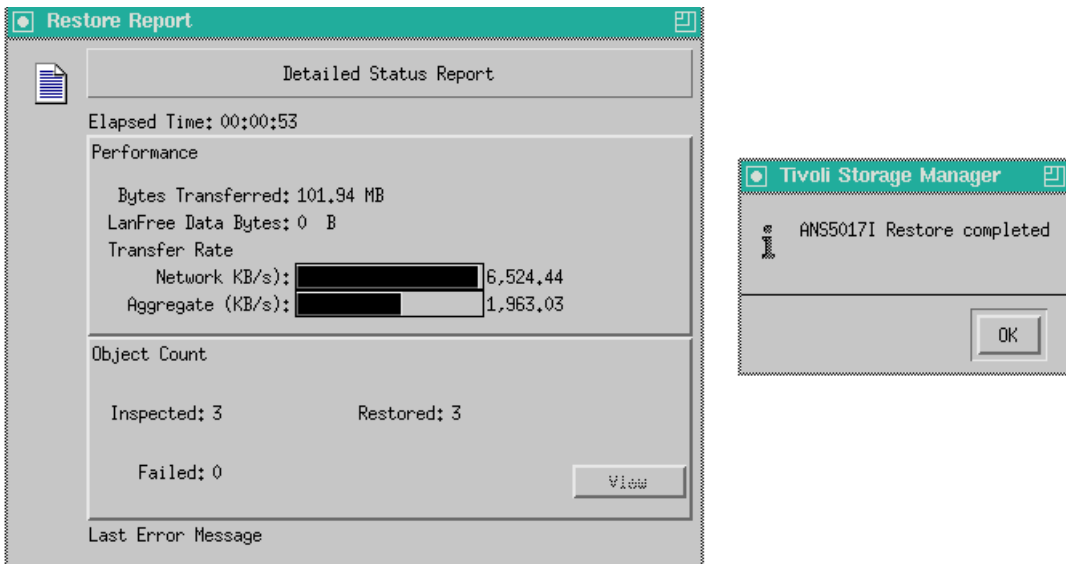 Restore Report
Detailed Status Report
Elapsed Time: 00:00:53
Performance
Bytes Transferred: 101.94 MB
LanFree Data Bytes: 0 B
Transfer Rate
Network KB/s): 6,524.44
Aggregate (KB/s): 1,963.03
Object Count
Inspected: 3 Restored: 3
Failed: 0
View
Last Error Message
Tivoli Storage Manager
ANS5017I Restore completed
OK